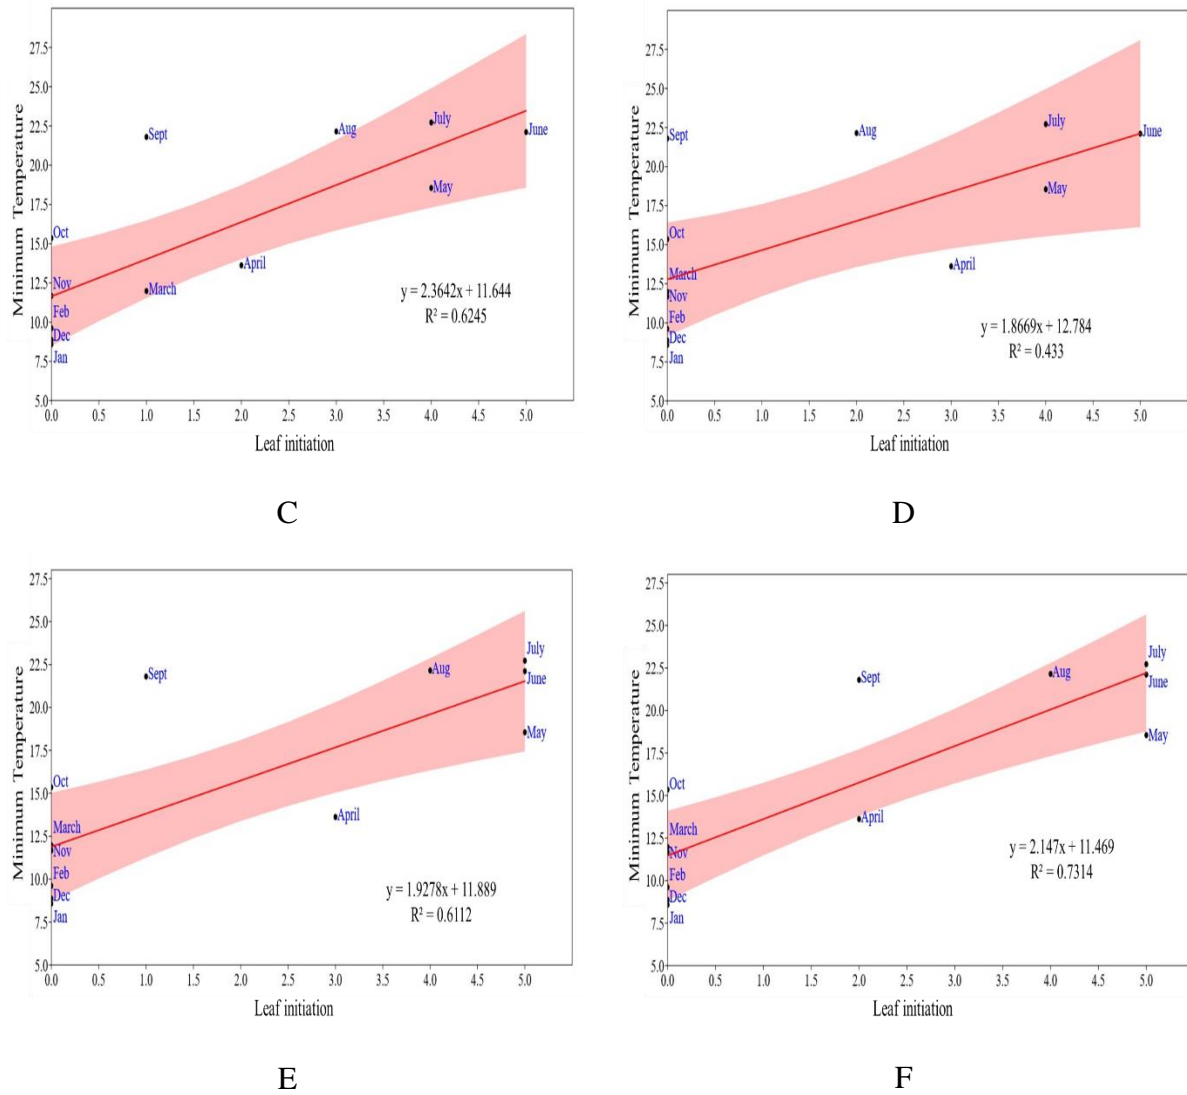 Minimum Temperature
27.5
25.0
22.5
20.0
17.5
15.0
12.5
10.0
7.5
5.0
Sept
Aug
July
June
May
Oct
Nov
March
April
Feb
Dec
Jan
y = 2.3642x + 11.644
R² = 0.6245
0.0 0.5 1.0 1.5 2.0 2.5 3.0 3.5 4.0 4.5 5.0
Leaf initiation
C
Minimum Temperature
27.5
25.0
22.5
20.0
17.5
15.0
12.5
10.0
7.5
5.0
Sept
Aug
July
June
May
Oct
March
April
Nov
Feb
Dec
Jan
y = 1.8669x + 12.784
R² = 0.433
0.0 0.5 1.0 1.5 2.0 2.5 3.0 3.5 4.0 4.5 5.0
Leaf initiation
D
Minimum Temperature
27.5
25.0
22.5
20.0
17.5
15.0
12.5
10.0
7.5
5.0
Sept
Aug
July
June
May
Oct
March
April
Nov
Feb
Dec
Jan
y = 1.9278x + 11.889
R² = 0.6112
0.0 0.5 1.0 1.5 2.0 2.5 3.0 3.5 4.0 4.5 5.0
Leaf initiation
E
Minimum Temperature
27.5
25.0
22.5
20.0
17.5
15.0
12.5
10.0
7.5
5.0
Sept
Aug
July
June
May
Oct
March
April
Nov
Feb
Dec
Jan
y = 2.147x + 11.469
R² = 0.7314
0.0 0.5 1.0 1.5 2.0 2.5 3.0 3.5 4.0 4.5 5.0
Leaf initiation
F